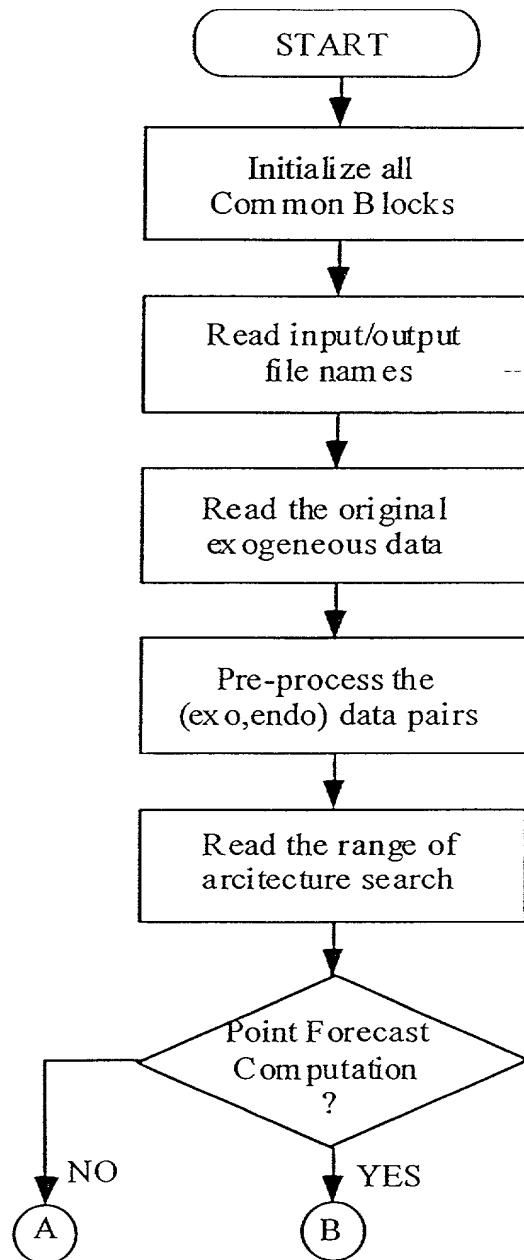 START
Initialize all
Common Blocks
Read input/output
file names
Read the original
exogeneous data
Pre-process the
(exo,endo) data pairs
Read the range of
arcitecture search
Point Forecast
Computation
?
NO
YES
A
B